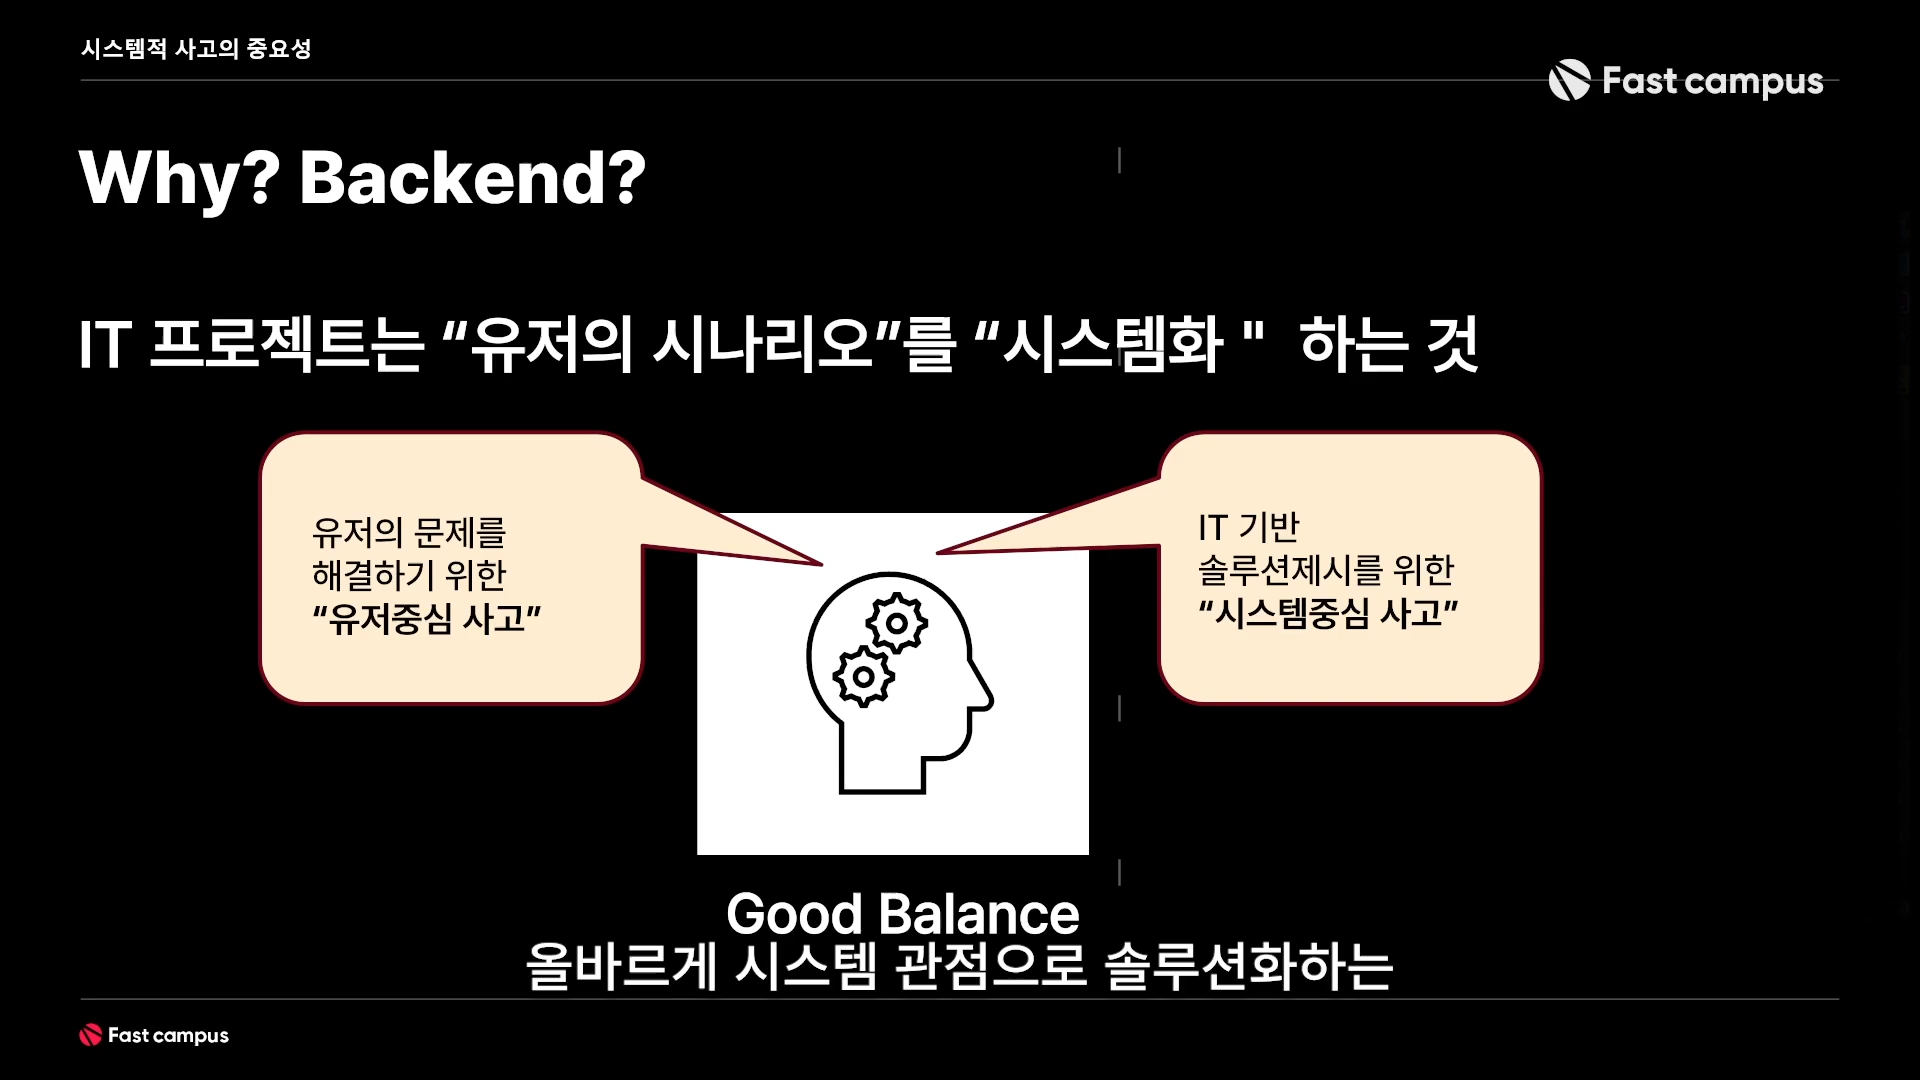 시스템적 사고의 중요성
Fast campus
Why? Backend?
IT 프로젝트는 “유저의 시나리오”를 “시스템화 "  하는 것
유저의 문제를
해결하기 위한
“유저중심 사고”
IT 기반
솔루션제시를 위한
“시스템중심 사고”
Good Balance
올바르게 시스템 관점으로 솔루션화하는
Fast campus